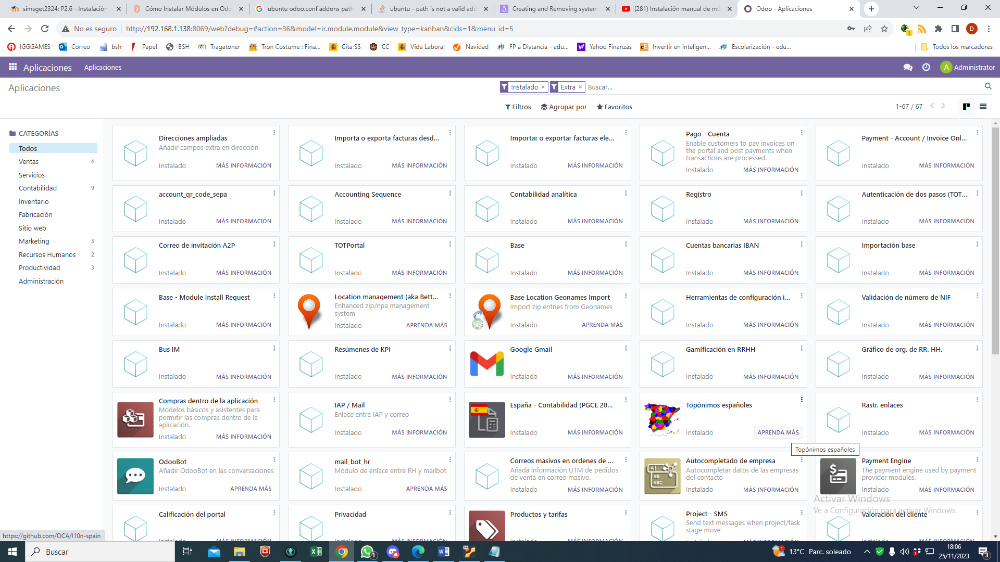 simsget2324: P2.6 - Instalación
Cómo Instalar Módulos en Odo
ubuntu odoo.conf addons path
ubuntu - path is not a valid add
Creating and Removing system
(281) Instalación manual de mó
Odoo - Aplicaciones
No es seguro
http://192.168.1.138:8069/web?debug=#action=36&model=ir.module.module&view_type=kanban&cids=1&menu_id=5
D
IGGGAMES
Correo
bsh
Papel
BSH
Tragatoner
Tron Costume : Fina...
Cita SS
CC
Vida Laboral
Navidad
FP a Distancia - edu...
Yahoo Finanzas
Invertir en inteligen...
Escolarización - edu...
Todos los marcadores
Aplicaciones
Aplicaciones
A
Administrator
Aplicaciones
Instalado ×
Extra ×
Buscar...
Filtros
Agrupar por
Favoritos
1-67 / 67
CATEGORÍAS
Todos
Ventas 4
Servicios
Contabilidad 9
Inventario
Fabricación
Sitio web
Marketing 3
Recursos Humanos 2
Productividad 3
Administración
Direcciones ampliadas
Añadir campos extra en dirección
Instalado MÁS INFORMACIÓN
Importa o exporta facturas desd...
Instalado MÁS INFORMACIÓN
Importar o exportar facturas ele...
Instalado MÁS INFORMACIÓN
Pago - Cuenta
Enable customers to pay invoices on
the portal and post payments when
transactions are processed.
Instalado MÁS INFORMACIÓN
Payment - Account / Invoice Onl...
Instalado MÁS INFORMACIÓN
account_qr_code_sepa
Instalado MÁS INFORMACIÓN
Accounting Sequence
Instalado MÁS INFORMACIÓN
Contabilidad analítica
Instalado MÁS INFORMACIÓN
Registro
Instalado MÁS INFORMACIÓN
Autenticación de dos pasos (TOT...
Instalado MÁS INFORMACIÓN
Correo de invitación A2P
Instalado MÁS INFORMACIÓN
TOTPortal
Instalado MÁS INFORMACIÓN
Base
Instalado MÁS INFORMACIÓN
Cuentas bancarias IBAN
Instalado MÁS INFORMACIÓN
Importación base
Instalado MÁS INFORMACIÓN
Base - Module Install Request
Instalado MÁS INFORMACIÓN
Location management (aka Bett...
Enhanced zip/npa management
system
Instalado APRENDA MÁS
Base Location Geonames Import
Import zip entries from Geonames
Instalado APRENDA MÁS
Herramientas de configuración i...
Instalado MÁS INFORMACIÓN
Validación de número de NIF
Instalado MÁS INFORMACIÓN
Bus IM
Instalado MÁS INFORMACIÓN
Resúmenes de KPI
Instalado MÁS INFORMACIÓN
Google Gmail
Instalado MÁS INFORMACIÓN
Gamificación en RRHH
Instalado MÁS INFORMACIÓN
Gráfico de org. de RR. HH.
Instalado MÁS INFORMACIÓN
Compras dentro de la aplicación
Modelos básicos y asistentes para
permitir las compras dentro de la
aplicación.
Instalado MÁS INFORMACIÓN
IAP / Mail
Enlace entre IAP y correo
Instalado MÁS INFORMACIÓN
España - Contabilidad (PGCE 20...
Instalado MÁS INFORMACIÓN
Topónimos españoles
Instalado APRENDA MÁS
Topónimos españoles
Rastr. enlaces
Instalado MÁS INFORMACIÓN
OdooBot
Añadir OdooBot en las conversaciones
Instalado APRENDA MÁS
mail_bot_hr
Módulo de enlace entre RH y mailbot
Instalado APRENDA MÁS
Correos masivos en ordenes de ...
Añada información UTM de pedidos
de venta en correo masivo.
Instalado MÁS INFORMACIÓN
Autocompletado de empresa
Autocompletar datos de las empresas
del contacto
Instalado MÁS INFORMACIÓN
Payment Engine
The payment engine used by payment
provider modules.
Instalado MÁS INFORMACIÓN
Calificación del portal
Privacidad
Productos y tarifas
Project - SMS
Send text messages when project/task
stage move
Valoración del cliente
Activar Windows
Ve a Configuración para activar Windows.
https://github.com/OCA/l10n-spain
Buscar
13°C Parc. soleado
18:06
25/11/2023
3